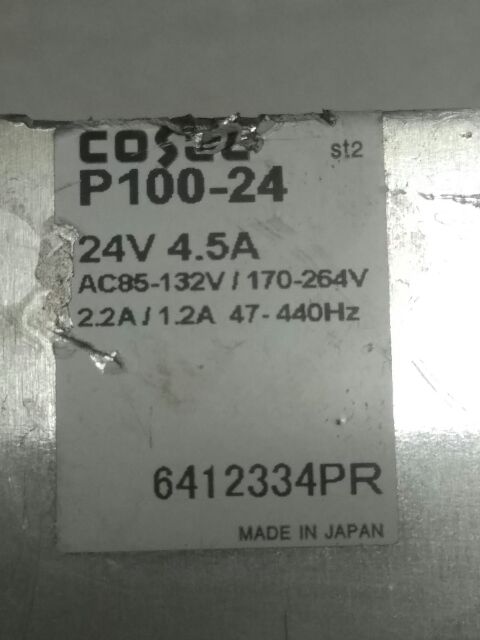 COSEL
st2
P100-24
24V 4.5A
AC85-132V / 170-264V
2.2A / 1.2A 47- 440Hz
6412334PR
MADE IN JAPAN